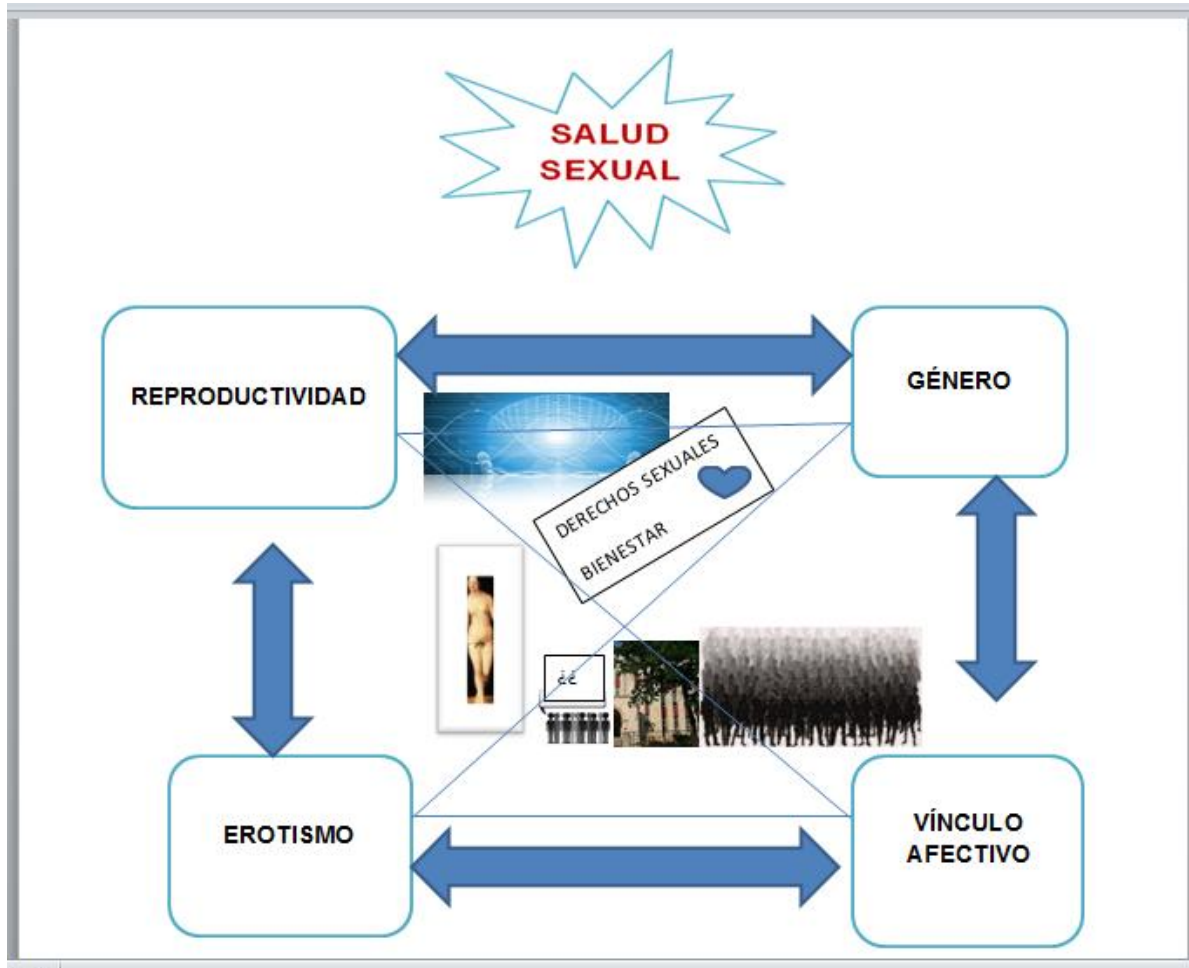 SALUD
SEXUAL
REPRODUCTIVIDAD
GÉNERO
DERECHOS SEXUALES
BIENESTAR
¿¿
EROTISMO
VÍNCULO
AFECTIVO